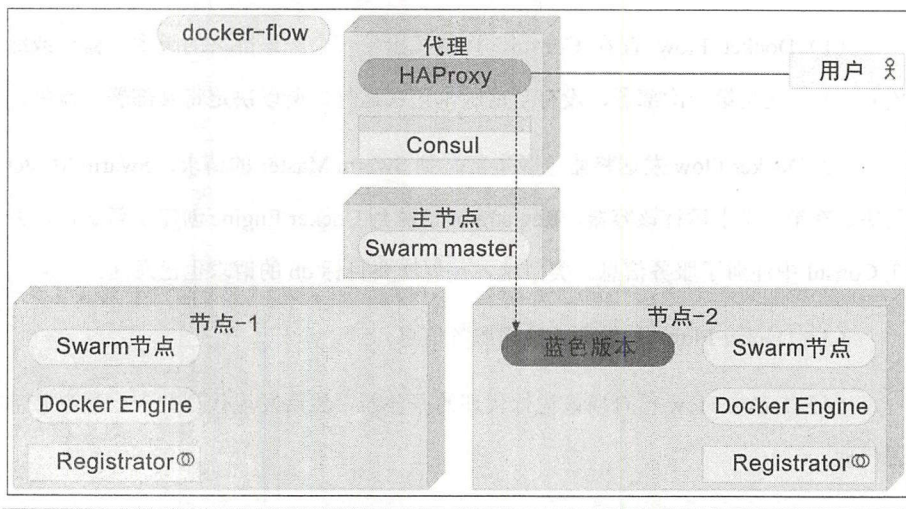 docker-flow
代理
HAProxy
用户
Consul
主节点
Swarm master
节点-1
Swarm节点
Docker Engine
Registrator
节点-2
蓝色版本
Swarm节点
Docker Engine
Registrator